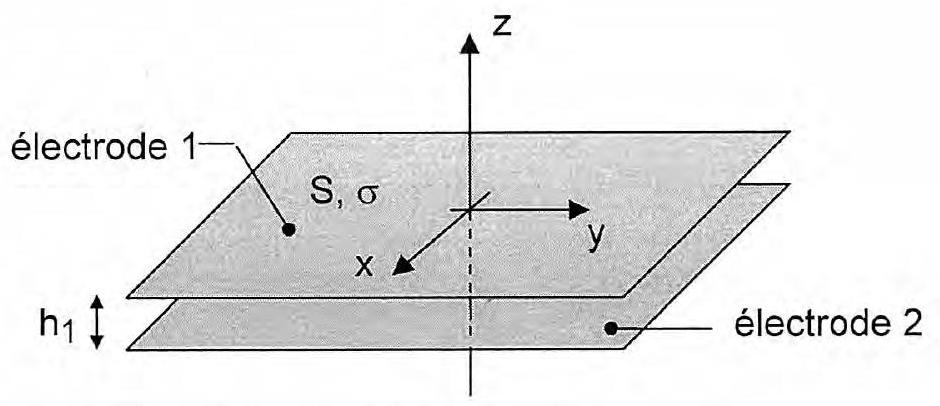 z
électrode 1
S, σ
y
x
h1
électrode 2